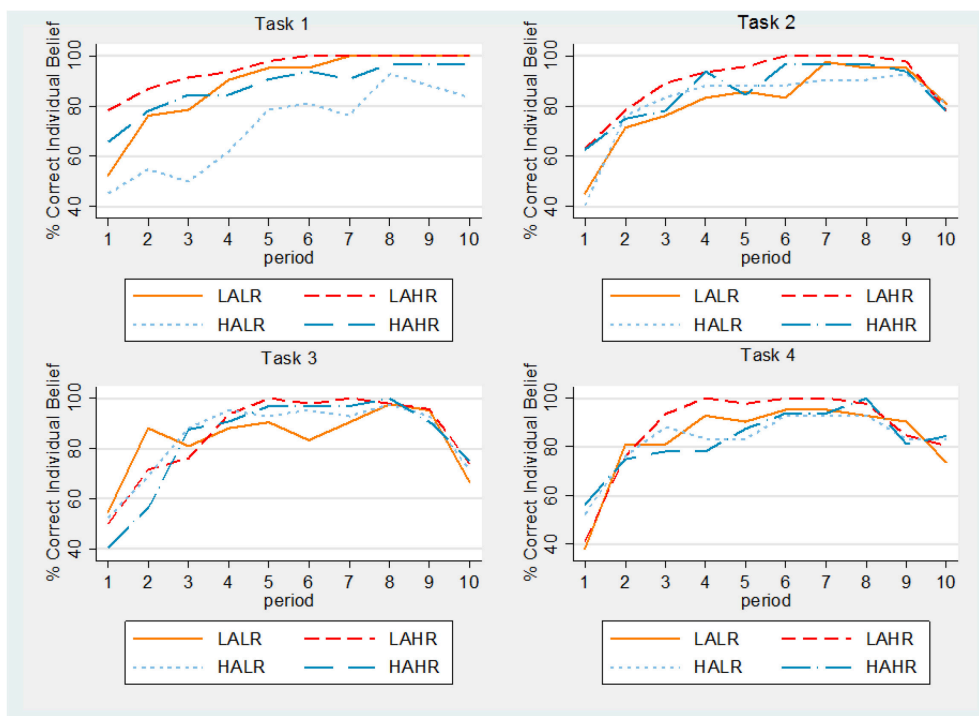 Task 1
% Correct Individual Belief
100
80
60
40
1 2 3 4 5 6 7 8 9 10
period
LALR LAHR
HALR HAHR
Task 2
% Correct Individual Belief
100
80
60
40
1 2 3 4 5 6 7 8 9 10
period
LALR LAHR
HALR HAHR
Task 3
% Correct Individual Belief
100
80
60
40
1 2 3 4 5 6 7 8 9 10
period
LALR LAHR
HALR HAHR
Task 4
% Correct Individual Belief
100
80
60
40
1 2 3 4 5 6 7 8 9 10
period
LALR LAHR
HALR HAHR